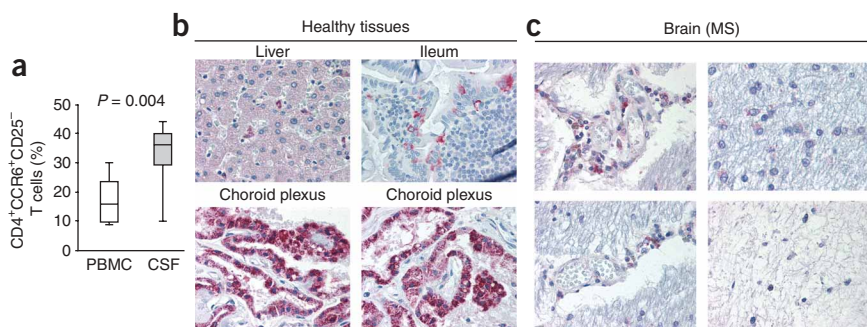 a
P = 0.004
CD4⁺CCR6⁺CD25⁻
T cells (%)
50
40
30
20
10
0
PBMC CSF
b
Healthy tissues
Liver Ileum
Choroid plexus Choroid plexus
c
Brain (MS)